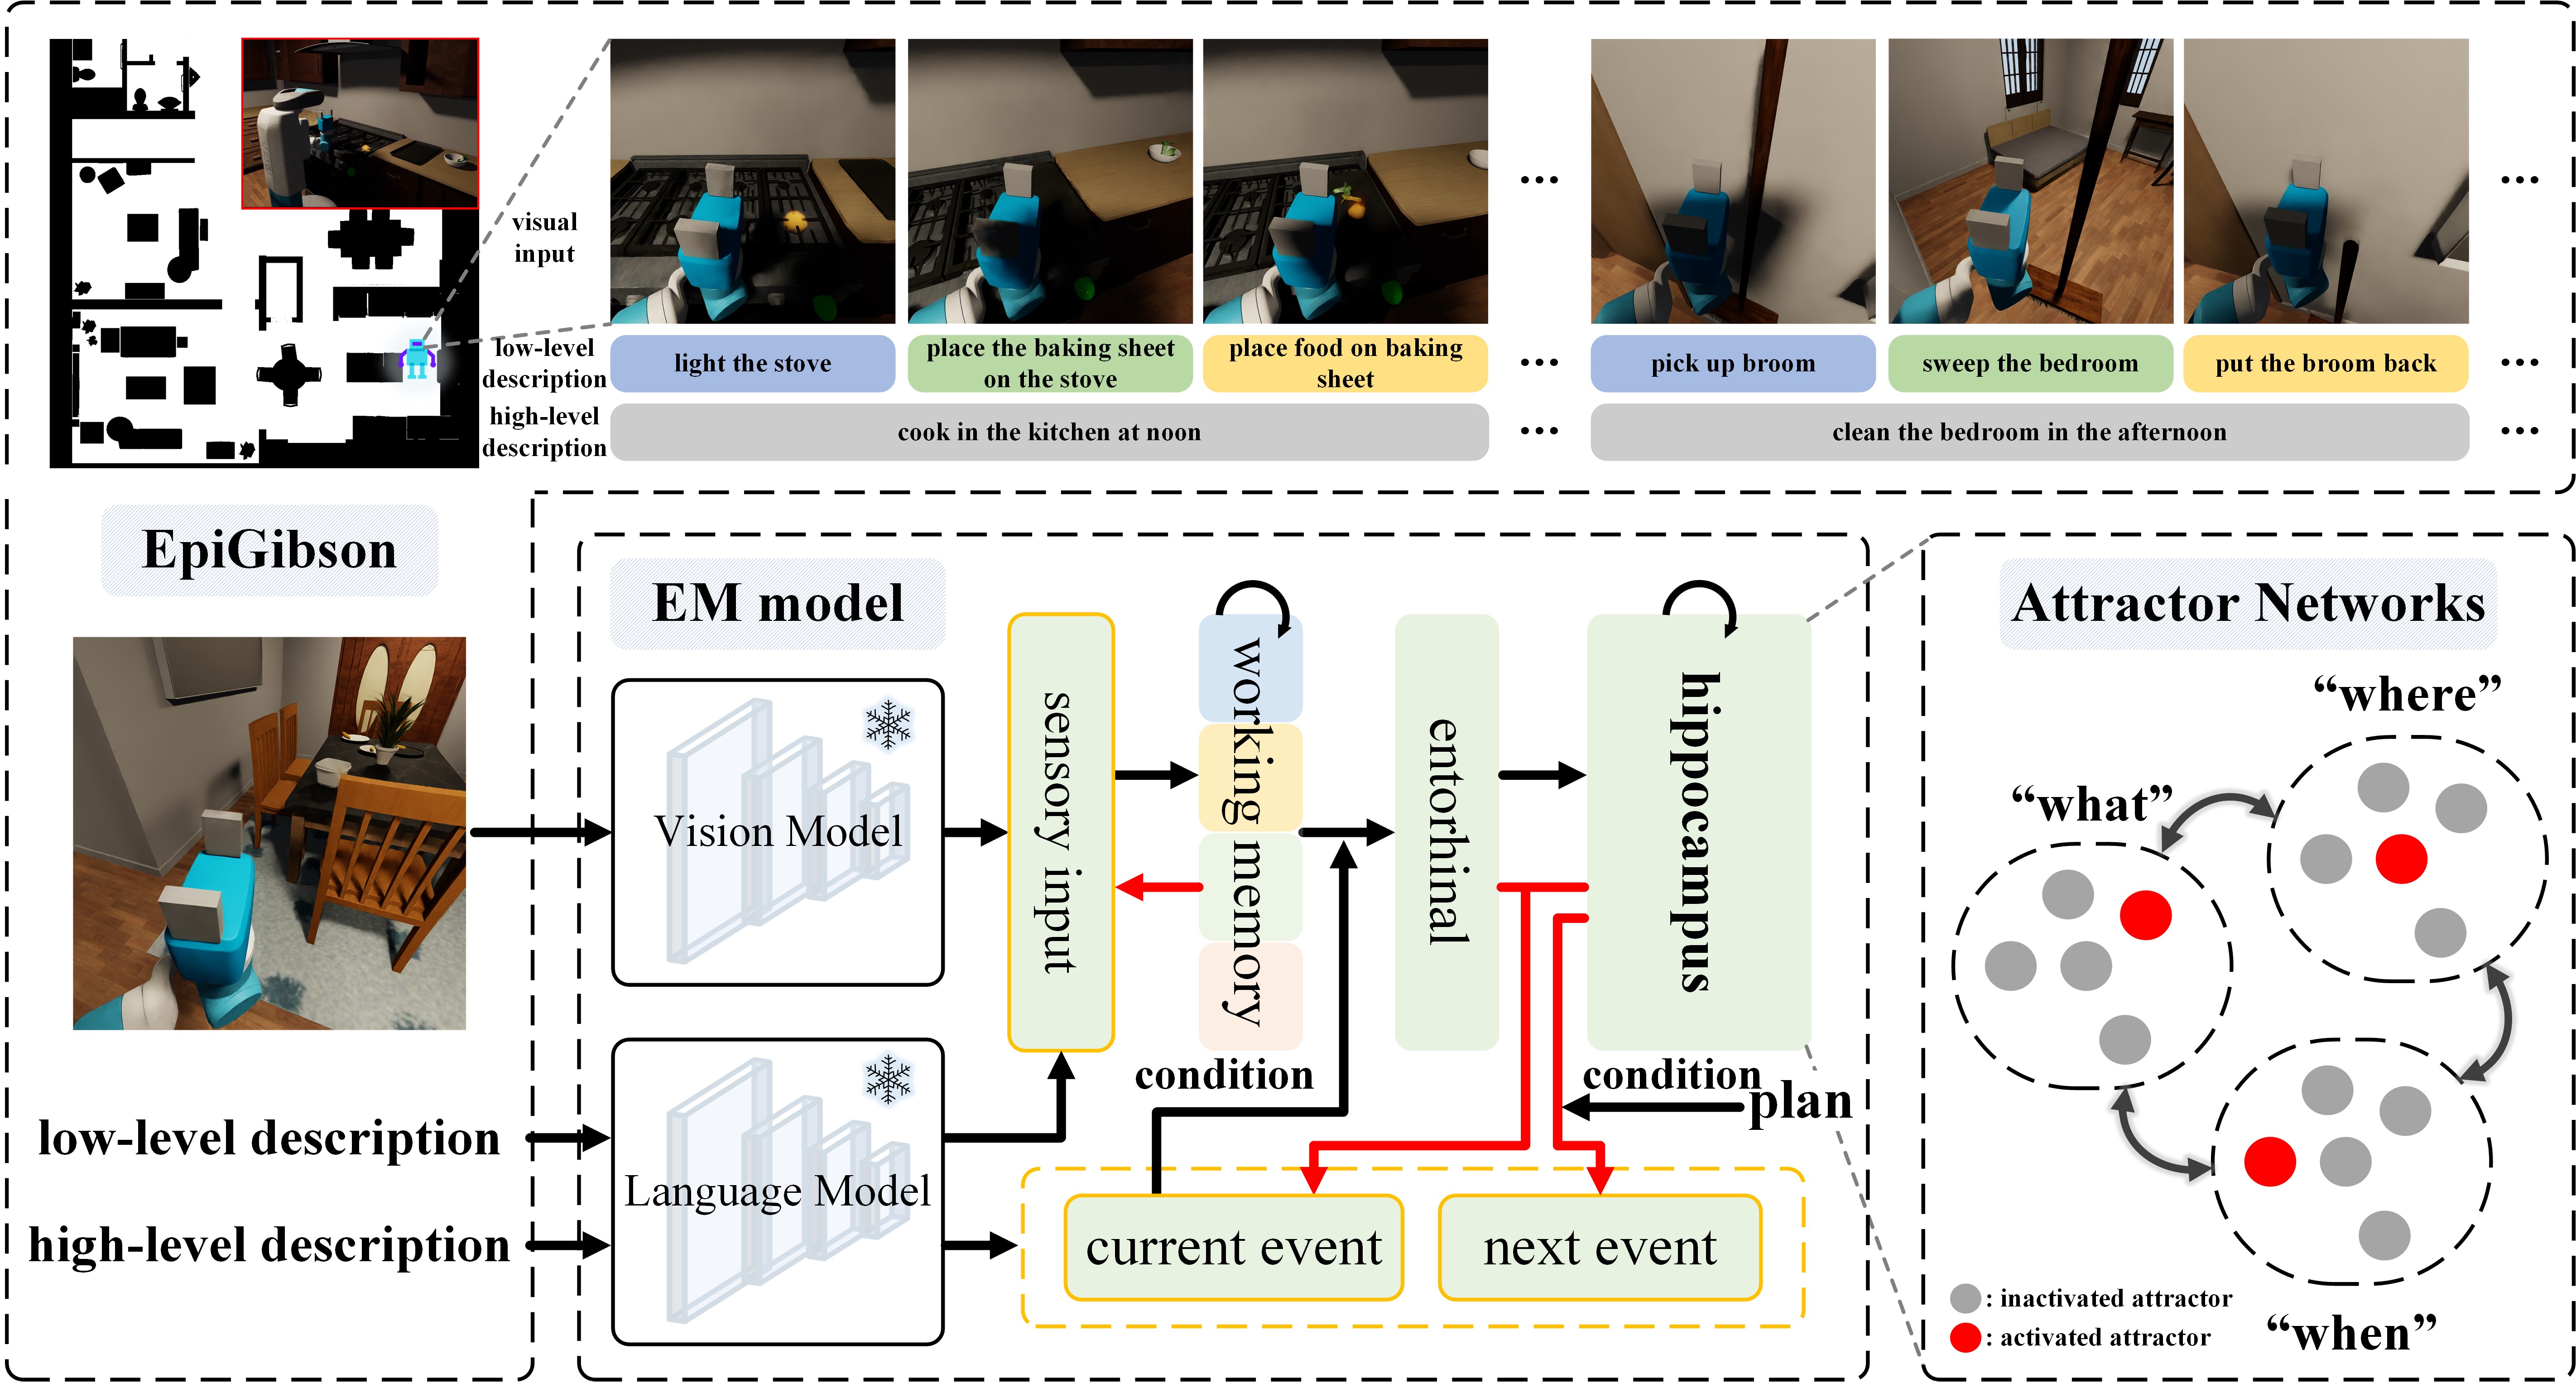 visual
input
low-level
description
light the stove
place the baking sheet
on the stove
place food on baking
sheet
...
pick up broom
sweep the bedroom
put the broom back
...
high-level
description
cook in the kitchen at noon
...
clean the bedroom in the afternoon
...
EpiGibson
low-level description
high-level description
EM model
Vision Model
Language Model
sensory input
working memory
entorhinal
hippocampus
condition
condition
plan
current event
next event
Attractor Networks
“where”
“what”
“when”
: inactivated attractor
: activated attractor